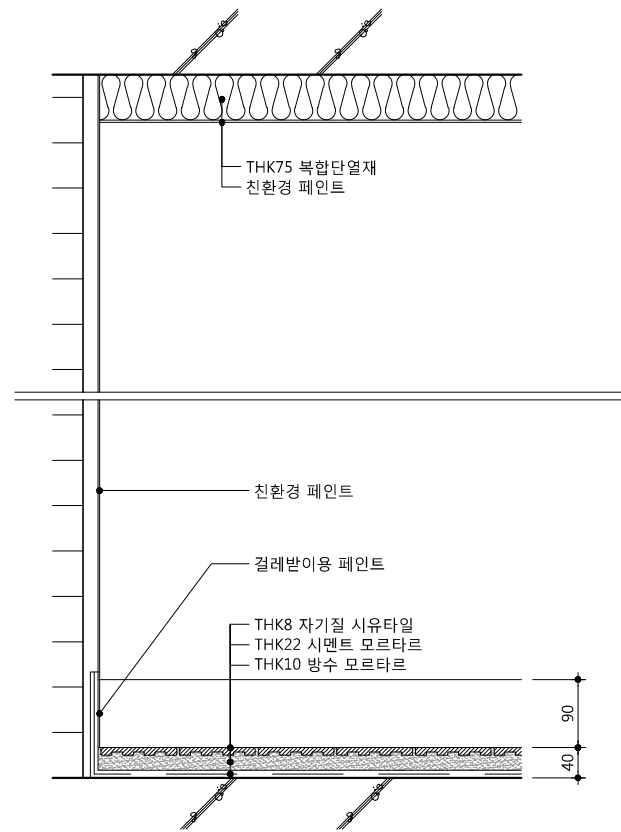 THK75 복합단열재
친환경 페인트
친환경 페인트
걸레받이용 페인트
THK8 자기질 시유타일
THK22 시멘트 모르타르
THK10 방수 모르타르
90
40